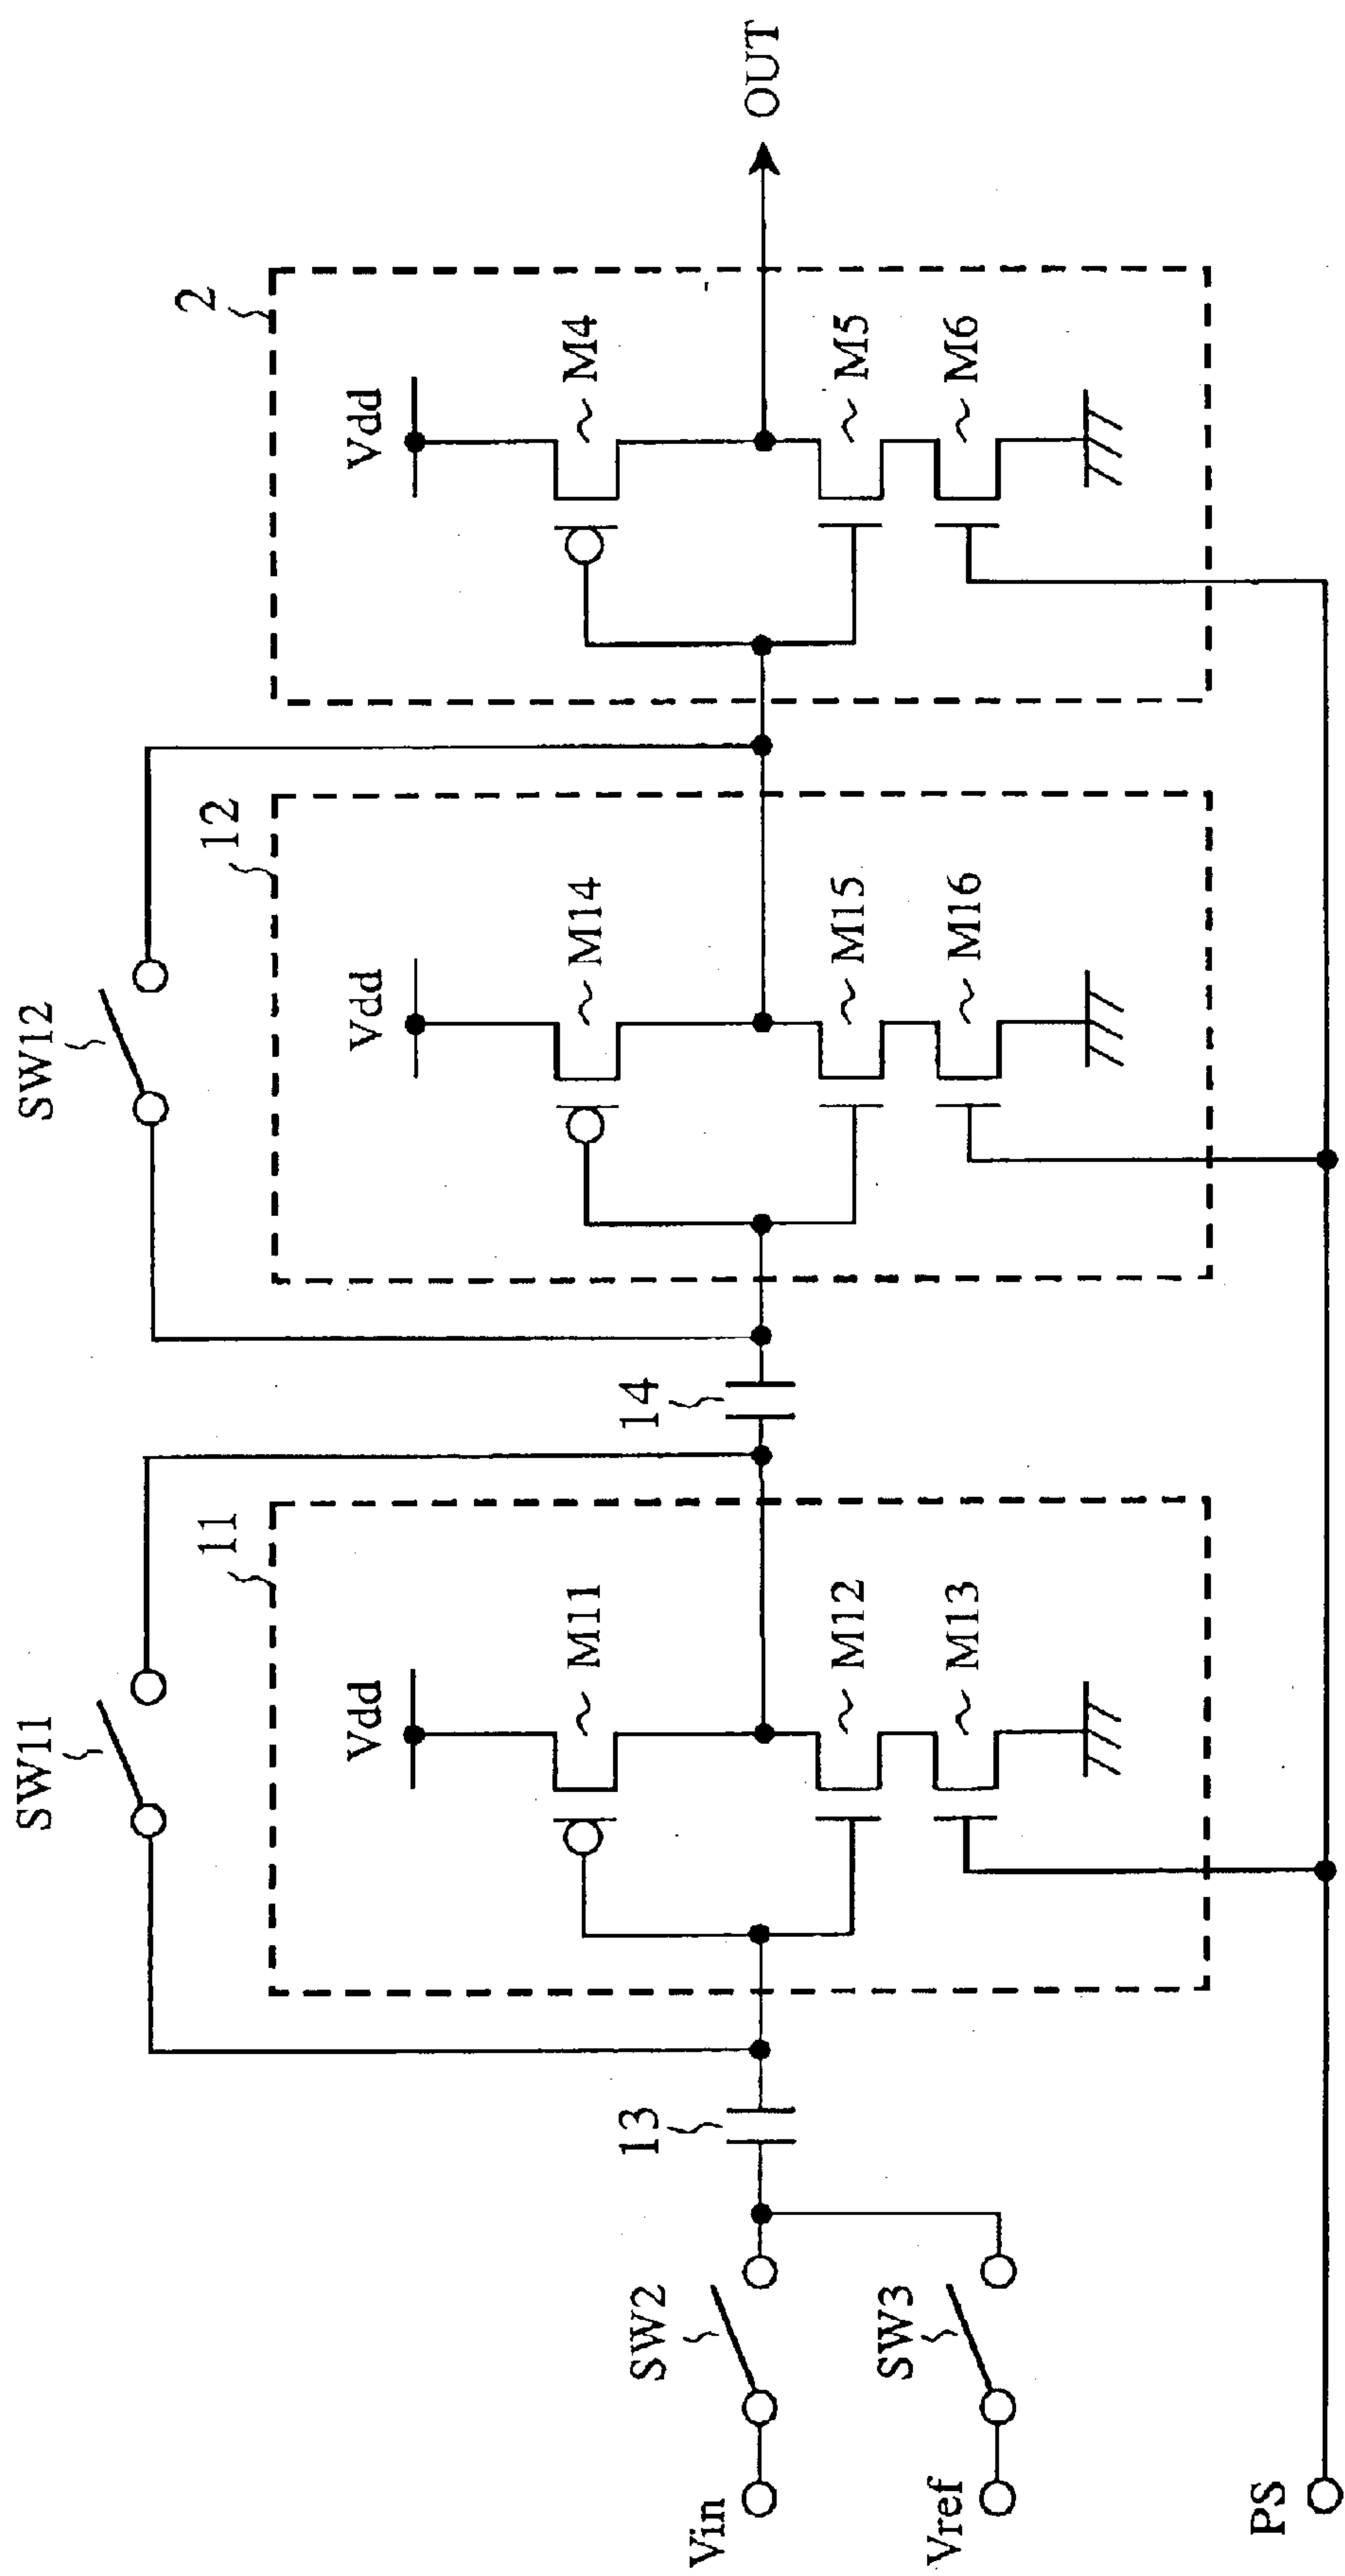 SW11
SW12
11
12
2
Vdd
Vdd
Vdd
M11
M14
M4
Vin
SW2
13
14
OUT
M12
M15
M5
Vref
SW3
M13
M16
M6
PS